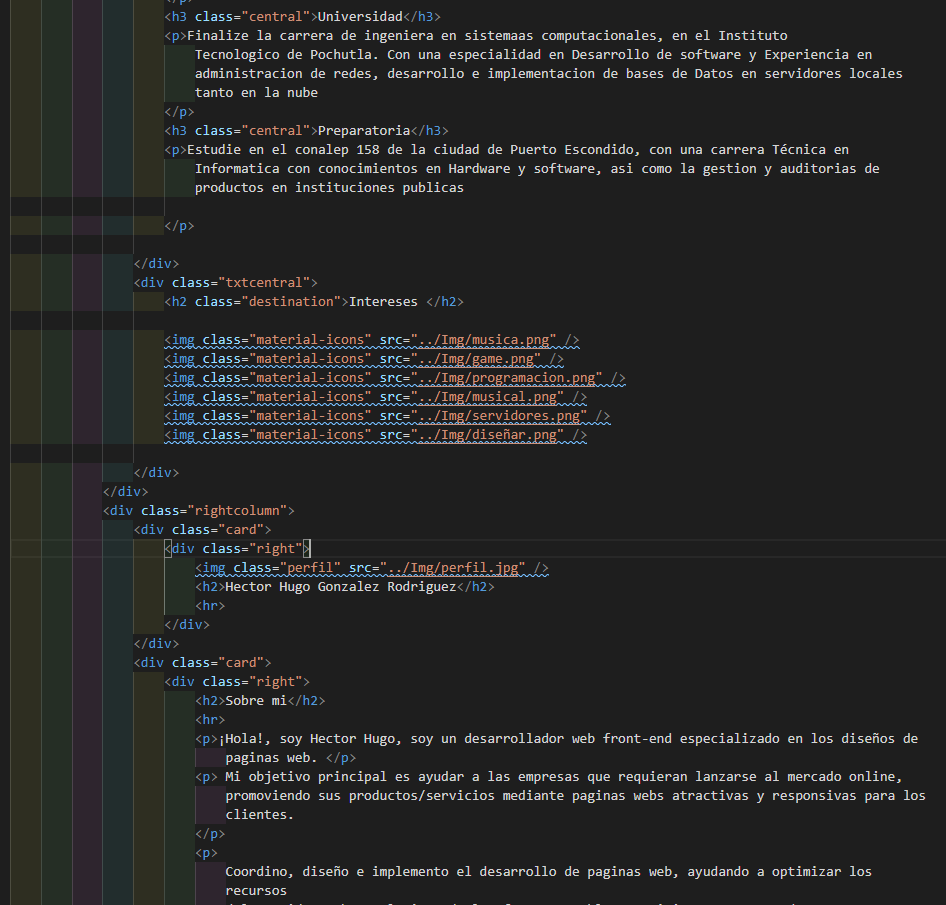 </p>
<h3 class="central">Universidad</h3>
<p>Finalize la carrera de ingeniera en sistemaas computacionales, en el Instituto
Tecnologico de Pochutla. Con una especialidad en Desarrollo de software y Experiencia en
administracion de redes, desarrollo e implementacion de bases de Datos en servidores locales
tanto en la nube
</p>
<h3 class="central">Preparatoria</h3>
<p>Estudie en el conalep 158 de la ciudad de Puerto Escondido, con una carrera Técnica en
Informatica con conocimientos en Hardware y software, asi como la gestion y auditorias de
productos en instituciones publicas
</p>
</div>
<div class="txtcentral">
<h2 class="destination">Intereses </h2>
<img class="material-icons" src="../Img/musica.png" />
<img class="material-icons" src="../Img/game.png" />
<img class="material-icons" src="../Img/programacion.png" />
<img class="material-icons" src="../Img/musical.png" />
<img class="material-icons" src="../Img/servidores.png" />
<img class="material-icons" src="../Img/diseñar.png" />
</div>
</div>
<div class="rightcolumn">
<div class="card">
<div class="right">
<img class="perfil" src="../Img/perfil.jpg" />
<h2>Hector Hugo Gonzalez Rodriguez</h2>
<hr>
</div>
</div>
<div class="card">
<div class="right">
<h2>Sobre mi</h2>
<hr>
<p>¡Hola!, soy Hector Hugo, soy un desarrollador web front-end especializado en los diseños de
paginas web. </p>
<p> Mi objetivo principal es ayudar a las empresas que requieran lanzarse al mercado online,
promoviendo sus productos/servicios mediante paginas webs atractivas y responsivas para los
clientes.
</p>
<p>
Coordino, diseño e implemento el desarrollo de paginas web, ayudando a optimizar los
recursos